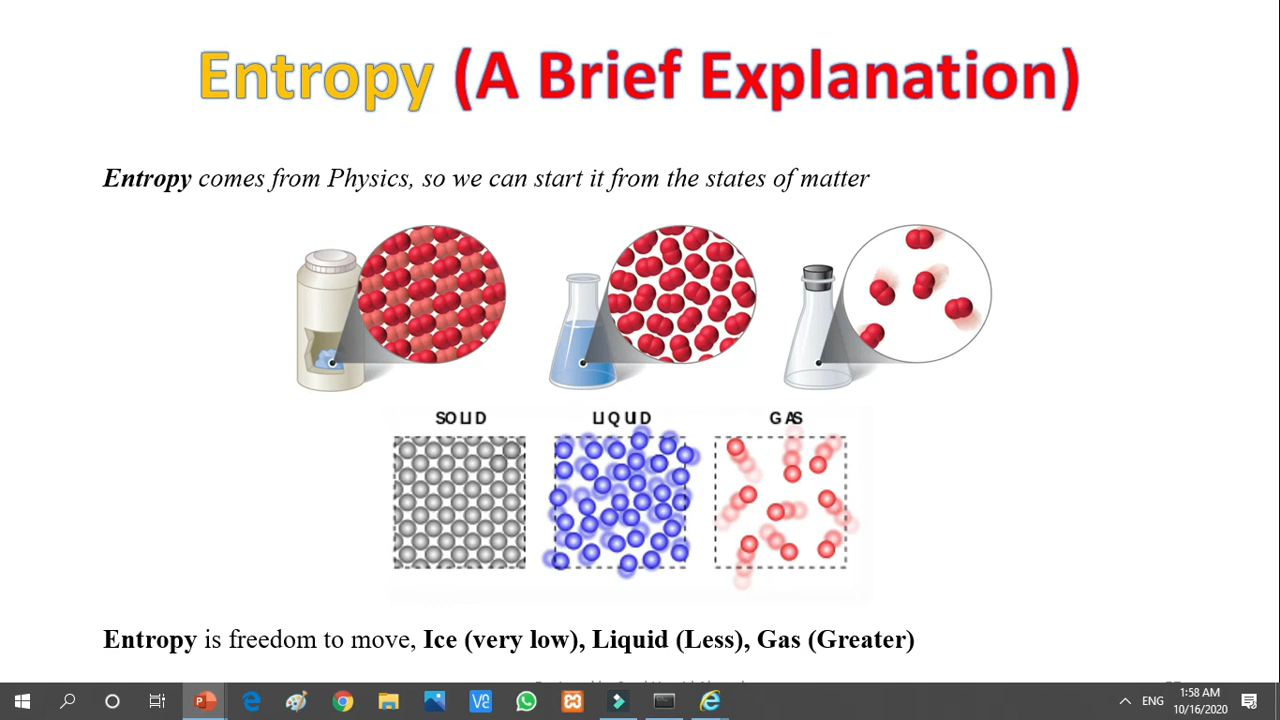 Entropy (A Brief Explanation)
Entropy comes from Physics, so we can start it from the states of matter
SOLID LIQUID GAS
Entropy is freedom to move, Ice (very low), Liquid (Less), Gas (Greater)
ENG
1:58 AM
10/16/2020